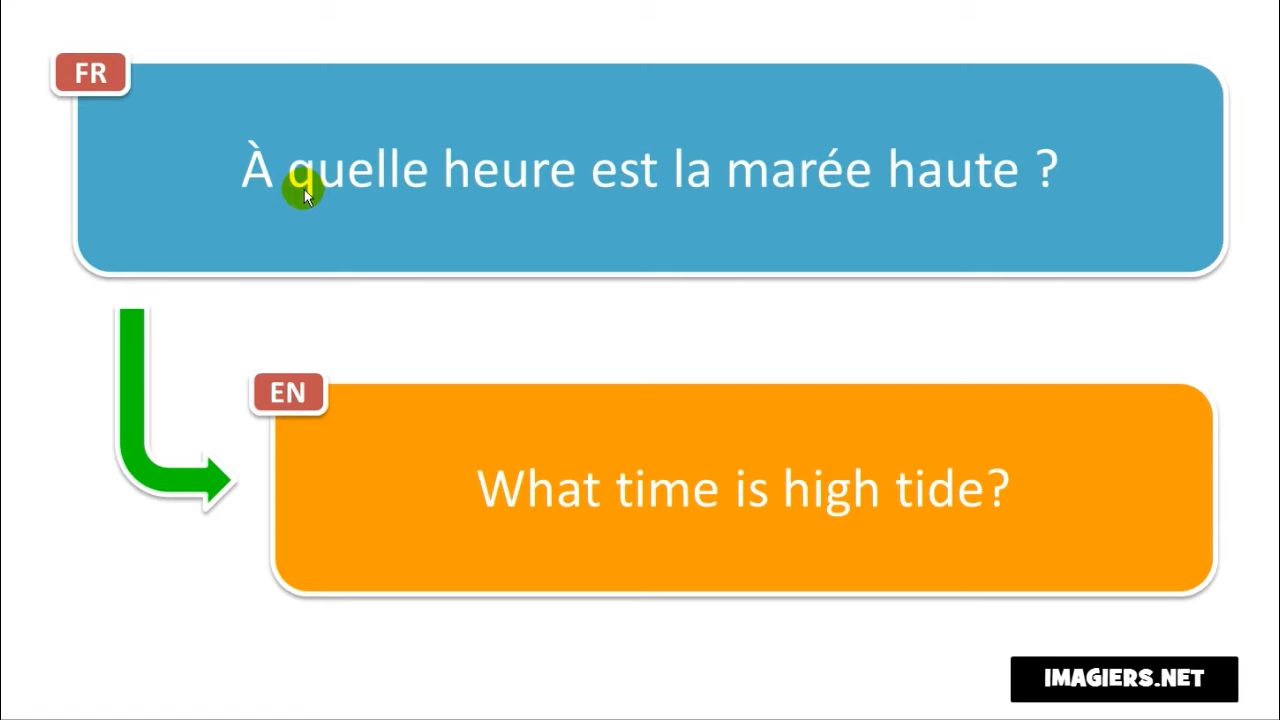 FR
À quelle heure est la marée haute ?
EN
What time is high tide?
IMAGIERS.NET